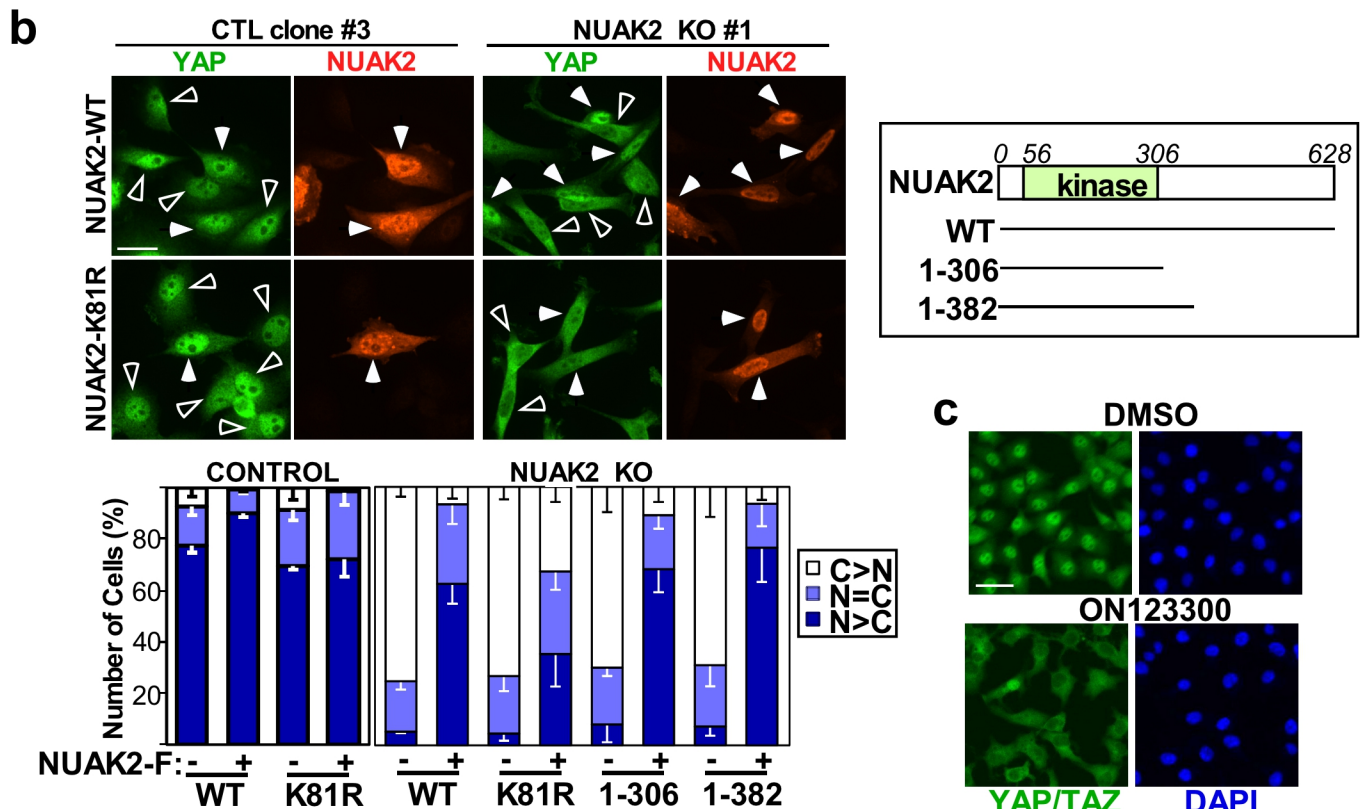 b
CTL clone #3
NUAK2 KO #1
YAP NUAK2 YAP NUAK2
NUAK2-WT
NUAK2-K81R
0 56 306 628
NUAK2 kinase
WT
1-306
1-382
CONTROL NUAK2 KO
Number of Cells (%)
80
60
40
20
C>N
N=C
N>C
NUAK2-F: - + - + - + - + - + - +
WT K81R WT K81R 1-306 1-382
c
DMSO
ON123300
YAP/TAZ DAPI